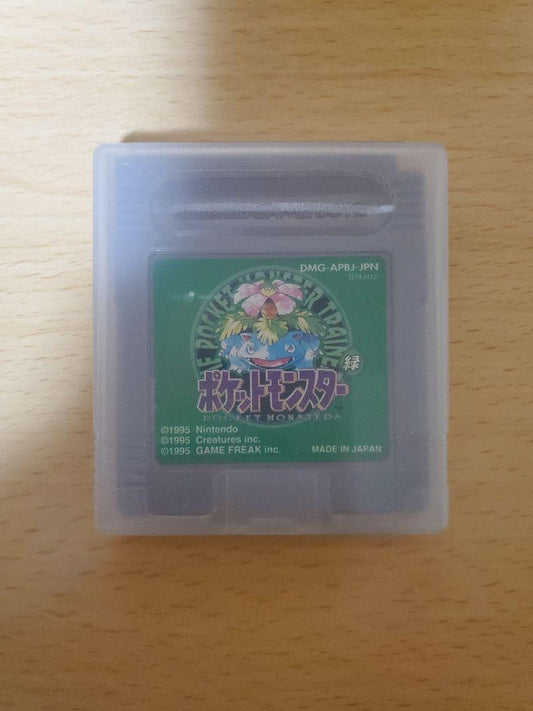 Nintendo GAME BOY
DMG-APBJ-JPN
POCKET MONSTER TRAINER
緑
ポケットモンスター
POCKET MONSTERS
©1995 Nintendo
©1995 Creatures inc.
©1995 GAME FREAK inc.
MADE IN JAPAN